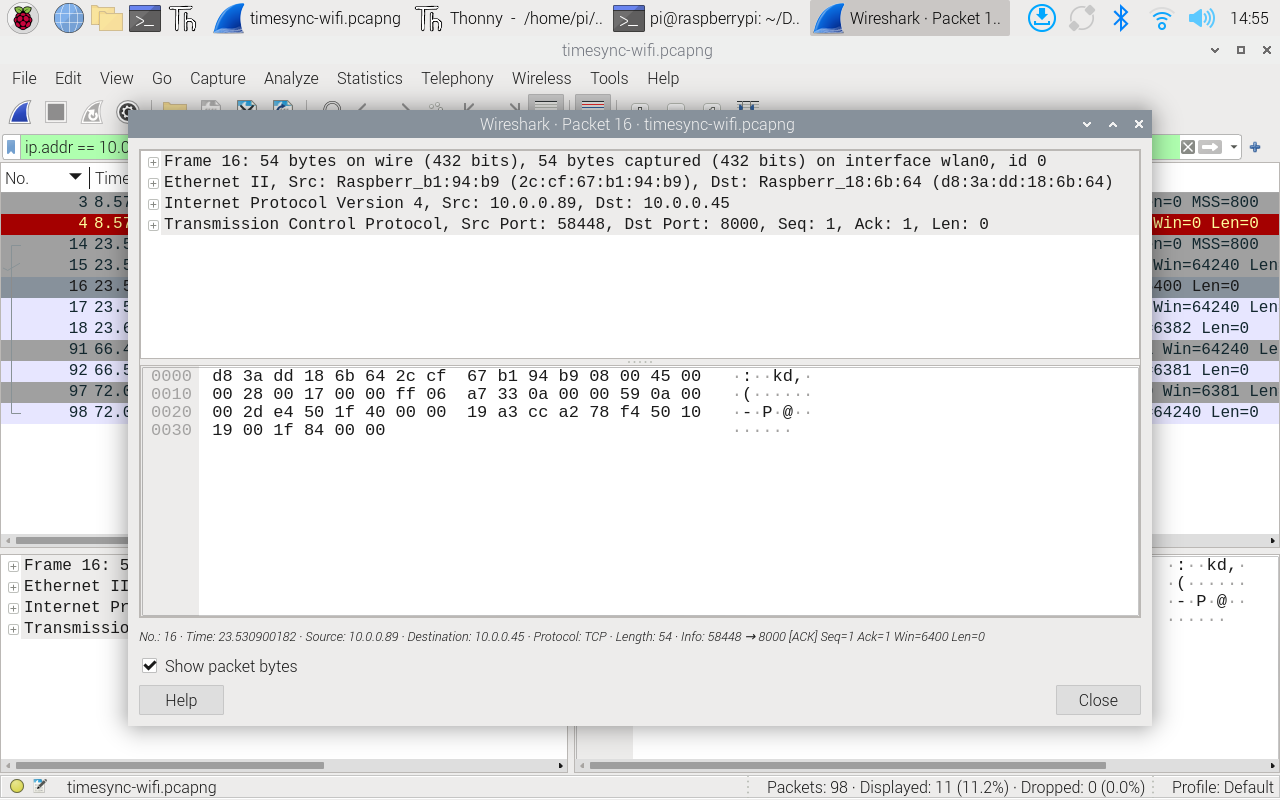 timesync-wifi.pcapng
Thonny - /home/pi/..
pi@raspberrypi: ~/D..
Wireshark · Packet 1..
14:55
timesync-wifi.pcapng
File Edit View Go Capture Analyze Statistics Telephony Wireless Tools Help
ip.addr == 10.0
Wireshark · Packet 16 · timesync-wifi.pcapng
No. Time
3 8.57
4 8.57
14 23.5
15 23.5
16 23.5
17 23.5
18 23.6
91 66.4
92 66.5
97 72.0
98 72.0
n=0 MSS=800
Win=0 Len=0
n=0 MSS=800
Win=64240 Len
400 Len=0
Win=64240 Len
6382 Len=0
Win=64240 Le
6381 Len=0
Win=6381 Len
64240 Len=0
Frame 16: 54 bytes on wire (432 bits), 54 bytes captured (432 bits) on interface wlan0, id 0
Ethernet II, Src: Raspberr_b1:94:b9 (2c:cf:67:b1:94:b9), Dst: Raspberr_18:6b:64 (d8:3a:dd:18:6b:64)
Internet Protocol Version 4, Src: 10.0.0.89, Dst: 10.0.0.45
Transmission Control Protocol, Src Port: 58448, Dst Port: 8000, Seq: 1, Ack: 1, Len: 0
0000 d8 3a dd 18 6b 64 2c cf 67 b1 94 b9 08 00 45 00 ·:··kd,·
0010 00 28 00 17 00 00 ff 06 a7 33 0a 00 00 59 0a 00 ·(······
0020 00 2d e4 50 1f 40 00 00 19 a3 cc a2 78 f4 50 10 ·-·P·@··
0030 19 00 1f 84 00 00 ······
No.: 16 · Time: 23.530900182 · Source: 10.0.0.89 · Destination: 10.0.0.45 · Protocol: TCP · Length: 54 · Info: 58448 → 8000 [ACK] Seq=1 Ack=1 Win=6400 Len=0
Show packet bytes
Help
Close
Frame 16: 5
Ethernet II
Internet Pr
Transmissio
·:··kd,·
·(······
·-·P·@··
······
timesync-wifi.pcapng
Packets: 98 · Displayed: 11 (11.2%) · Dropped: 0 (0.0%)
Profile: Default